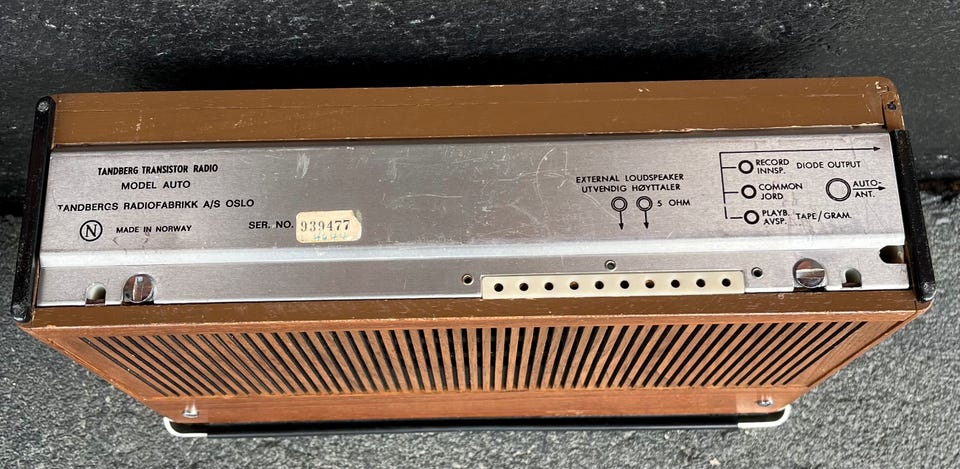 TANDBERG TRANSISTOR RADIO
MODEL AUTO
TANDBERGS RADIOFABRIKK A/S OSLO
N MADE IN NORWAY
SER. NO. 939477
EXTERNAL LOUDSPEAKER
UTVENDIG HØYTTALER
5 OHM
RECORD
INNSP.
DIODE OUTPUT
COMMON
JORD
PLAYB.
AVSP.
TAPE/GRAM.
AUTO-
ANT.